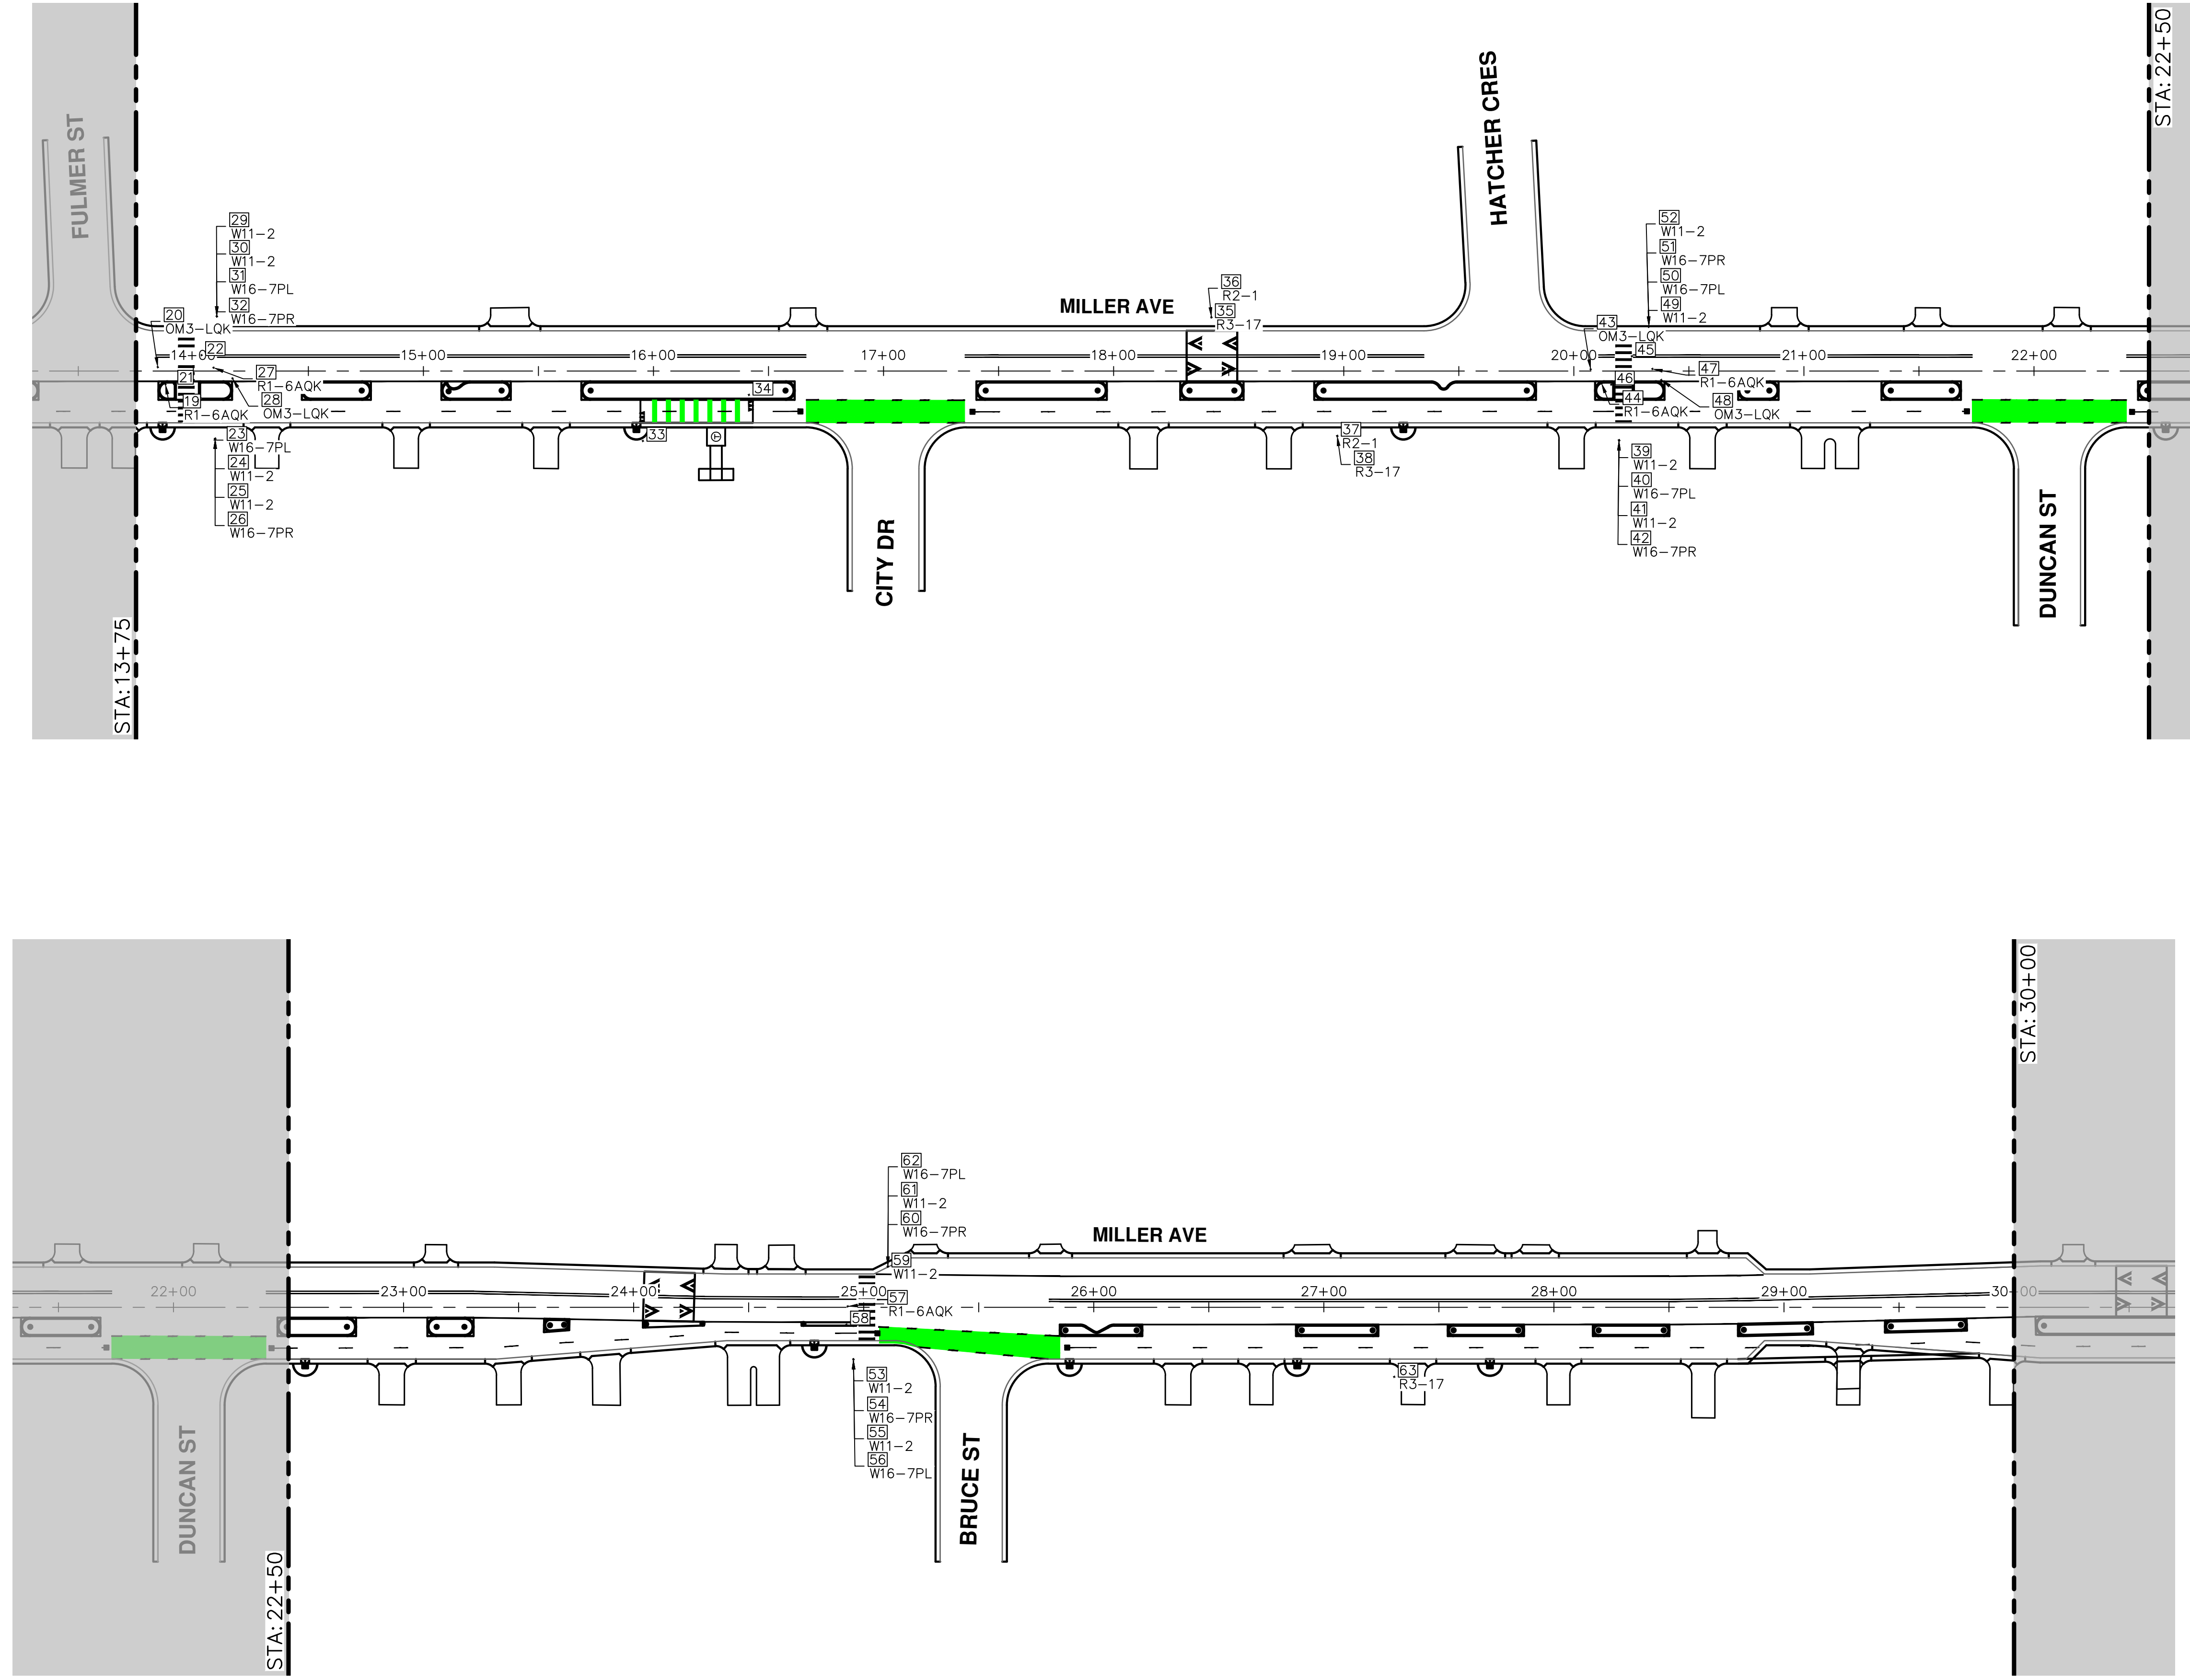 STA: 22+50
FULMER ST
HATCHER CRES
29
W11-2
30
W11-2
31
W16-7PL
32
W16-7PR
52
W11-2
51
W16-7PR
50
W16-7PL
49
W11-2
36
R2-1
35
R3-17
MILLER AVE
20
OM3-LQK
43
OM3-LQK
22
45
14+00
15+00
16+00
17+00
18+00
19+00
20+00
21+00
22+00
27
R1-6AQK
47
R1-6AQK
21
46
34
19
R1-6AQK
28
OM3-LQK
44
R1-6AQK
48
OM3-LQK
23
W16-7PL
24
W11-2
25
W11-2
26
W16-7PR
33
37
R2-1
38
R3-17
39
W11-2
40
W16-7PL
41
W11-2
42
W16-7PR
CITY DR
DUNCAN ST
STA: 13+75
STA: 30+00
62
W16-7PL
61
W11-2
60
W16-7PR
MILLER AVE
59
W11-2
22+00
23+00
24+00
25+00
26+00
27+00
28+00
29+00
30+00
57
R1-6AQK
58
53
W11-2
54
W16-7PR
55
W11-2
56
W16-7PL
63
R3-17
DUNCAN ST
BRUCE ST
STA: 22+50